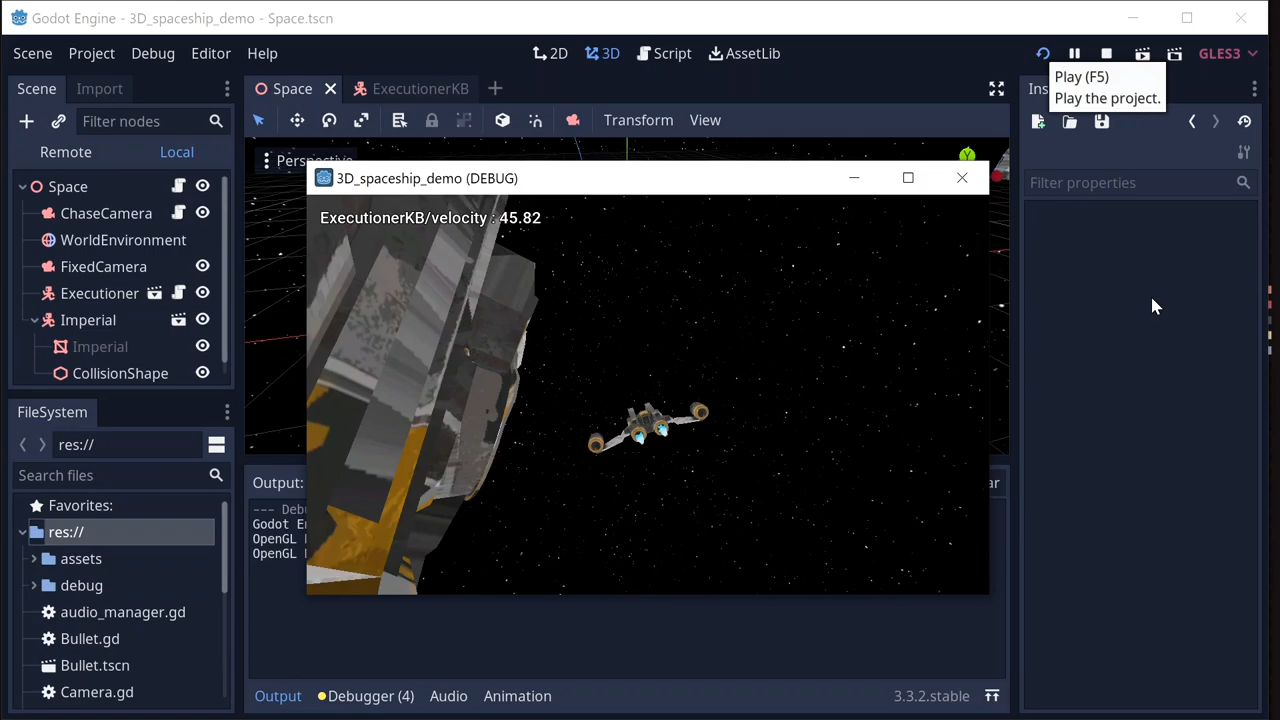 Godot Engine - 3D_spaceship_demo - Space.tscn
Scene Project Debug Editor Help
2D 3D Script AssetLib
GLES3
Play (F5)
Play the project.
Scene Import
Space ExecutionerKB
Ins
Filter nodes
Transform View
Remote Local
Perspective
Filter properties
Space
ChaseCamera
WorldEnvironment
FixedCamera
Executioner
Imperial
Imperial
CollisionShape
3D_spaceship_demo (DEBUG)
ExecutionerKB/velocity : 45.82
FileSystem
res://
Search files
Favorites:
res://
assets
debug
audio_manager.gd
Bullet.gd
Bullet.tscn
Camera.gd
Output:
ar
--- Deb
Godot En
OpenGL
OpenGL
Output Debugger (4) Audio Animation
3.3.2.stable